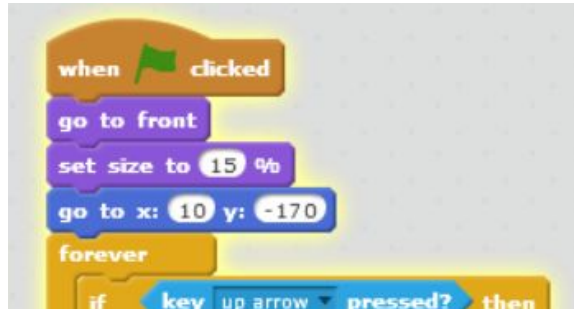 when clicked
go to front
set size to 15 %
go to x: 10 y: -170
forever
if key up arrow pressed? then